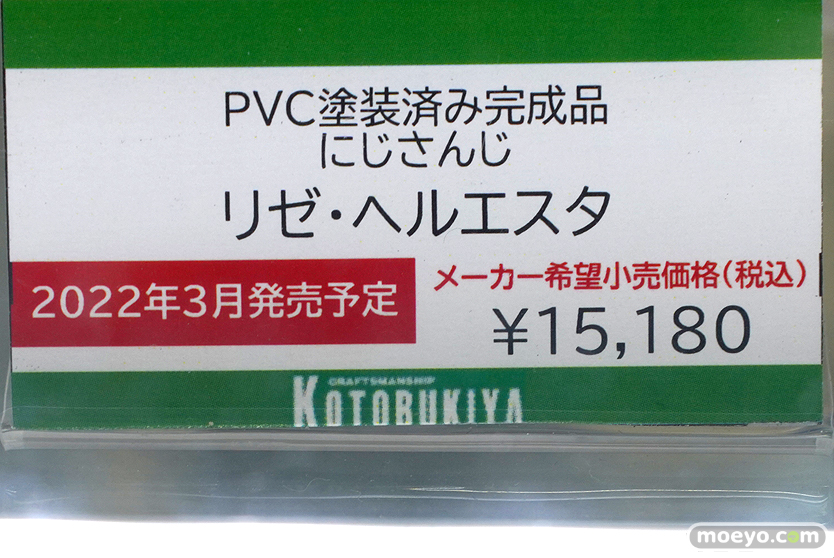 PVC塗装済み完成品
にじさんじ
リゼ・ヘルエスタ
2022年3月発売予定
メーカー希望小売価格(税込)
¥15,180
CRAFTSMANSHIP
KOTOBUKIYA
moeyo.com